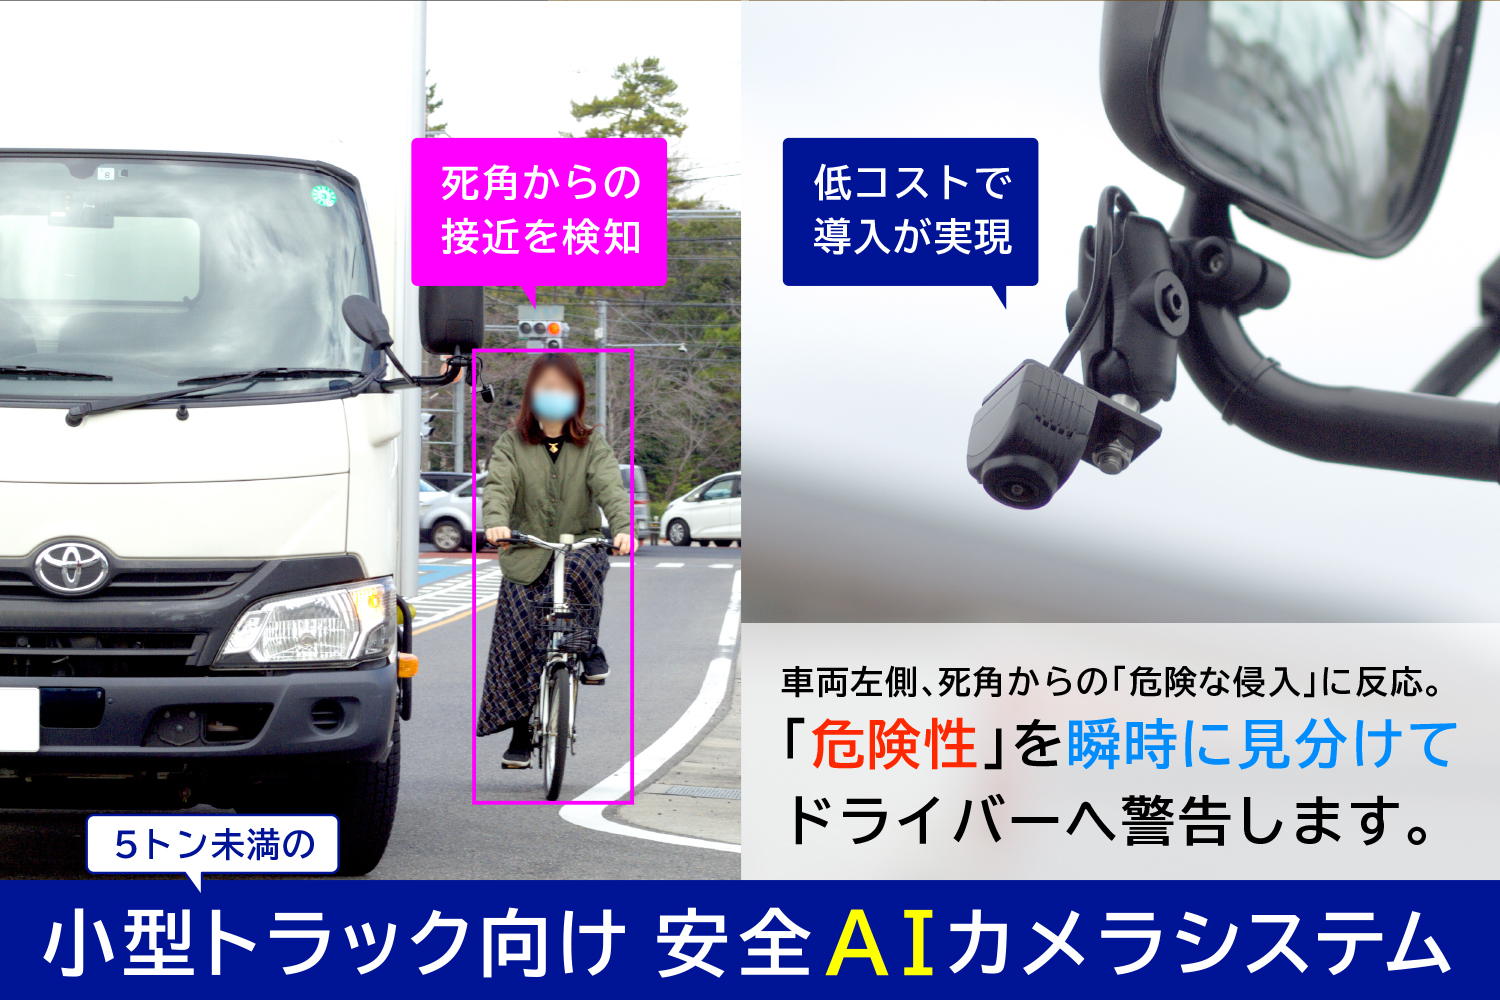 死角からの
接近を検知
低コストで
導入が実現
車両左側、死角からの「危険な侵入」に反応。
「危険性」を瞬時に見分けて
ドライバーへ警告します。
5トン未満の
小型トラック向け 安全AIカメラシステム